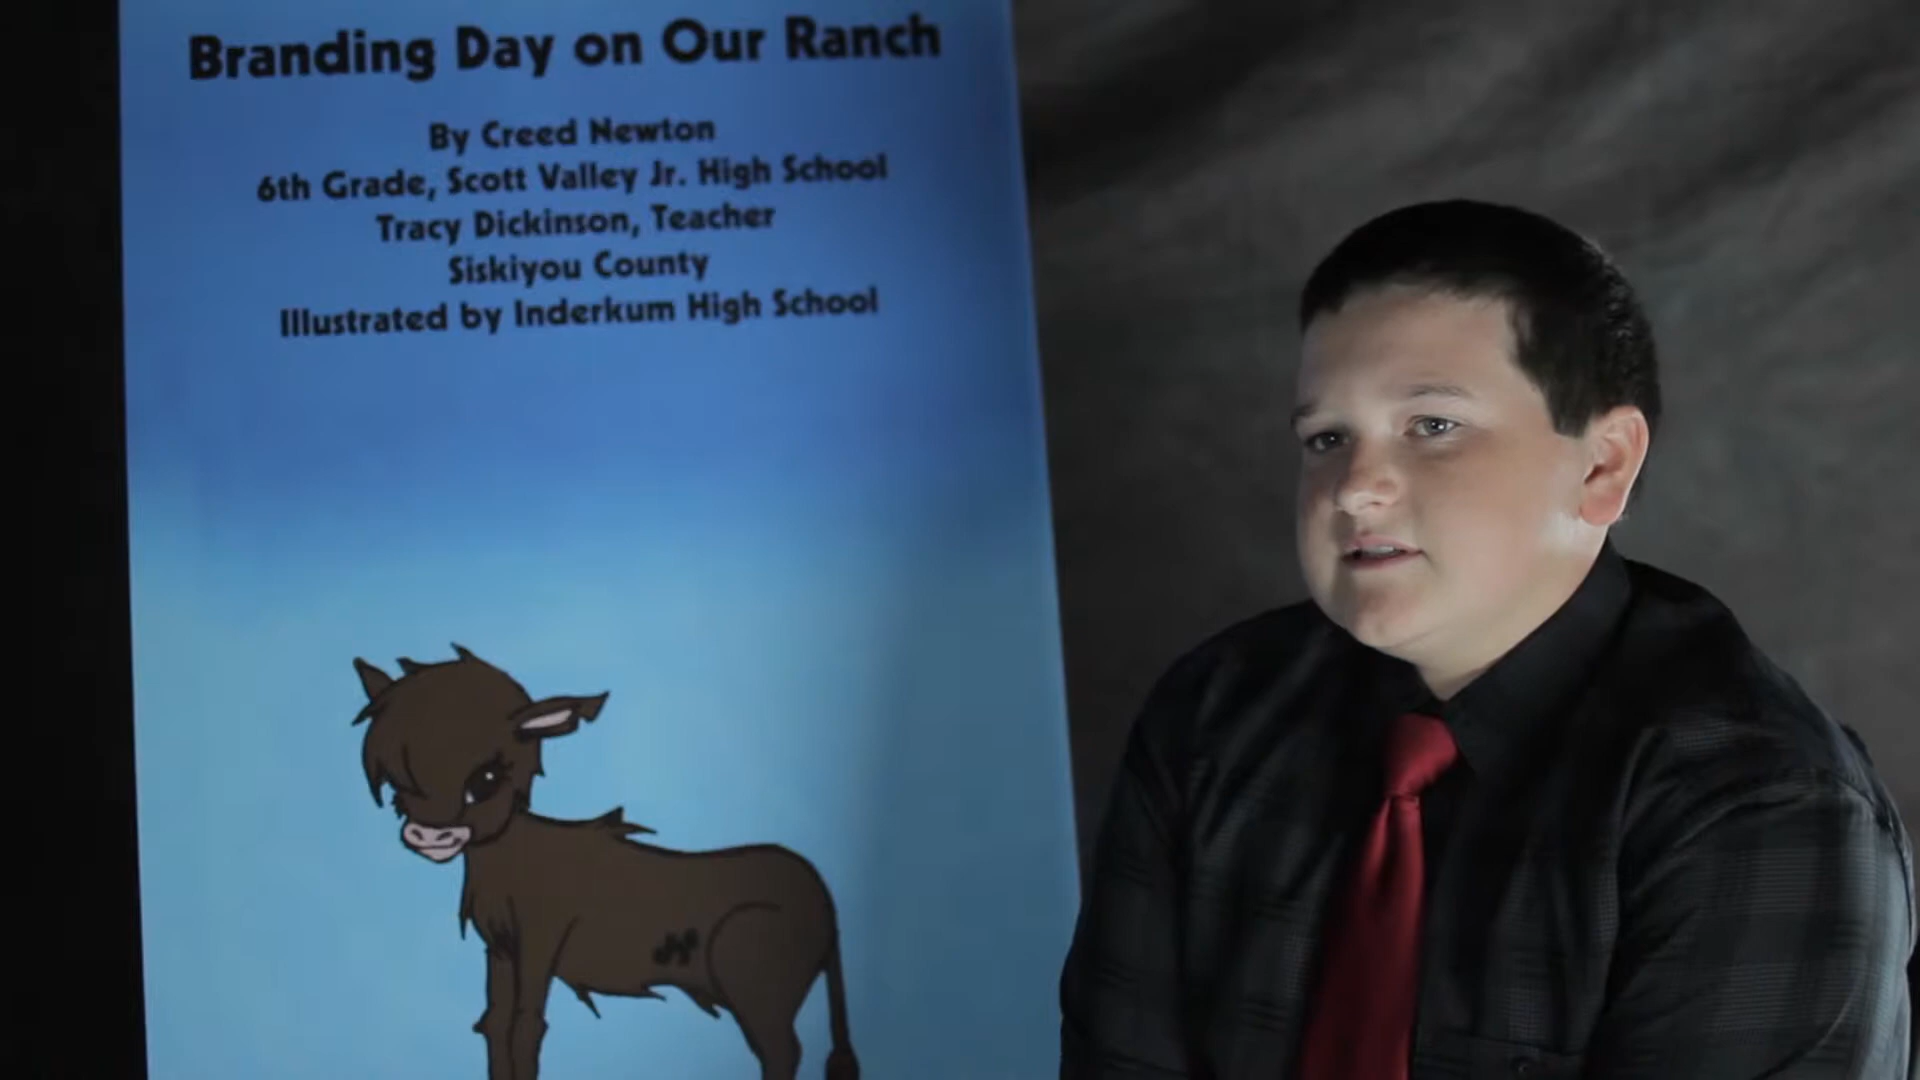 Branding Day on Our Ranch
By Creed Newton
6th Grade, Scott Valley Jr. High School
Tracy Dickinson, Teacher
Siskiyou County
Illustrated by Inderkum High School